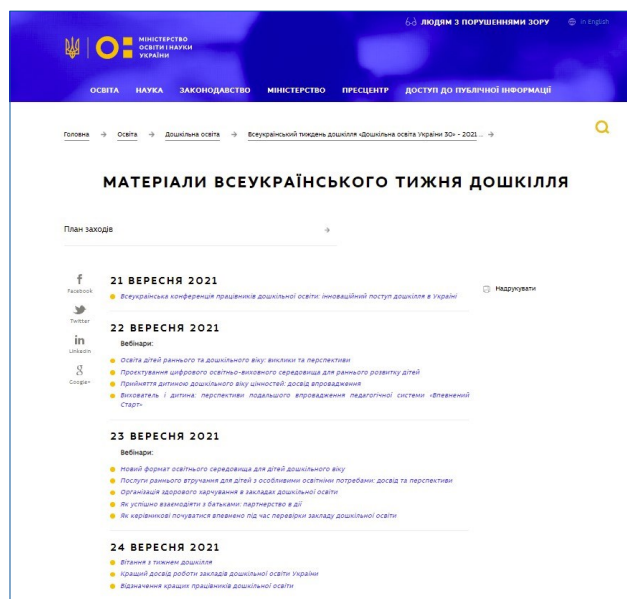 ЛЮДЯМ З ПОРУШЕННЯМИ ЗОРУ
In English
МІНІСТЕРСТВО
ОСВІТИ І НАУКИ
УКРАЇНИ
ОСВІТА НАУКА ЗАКОНОДАВСТВО МІНІСТЕРСТВО ПРЕСЦЕНТР ДОСТУП ДО ПУБЛІЧНОЇ ІНФОРМАЦІЇ
Головна → Освіта → Дошкільна освіта → Всеукраїнський тиждень дошкілля «Дошкільна освіта України 30» - 2021 ... →
МАТЕРІАЛИ ВСЕУКРАЇНСЬКОГО ТИЖНЯ ДОШКІЛЛЯ
План заходів →
Facebook
Twitter
LinkedIn
Google+
Надрукувати
21 ВЕРЕСНЯ 2021
Всеукраїнська конференція працівників дошкільної освіти: інноваційний поступ дошкілля в Україні
22 ВЕРЕСНЯ 2021
Вебінари:
Освіта дітей раннього та дошкільного віку: виклики та перспективи
Проєктування цифрового освітньо-виховного середовища для раннього розвитку дітей
Прийняття дитиною дошкільного віку цінностей: досвід впровадження
Вихователь і дитина: перспективи подальшого впровадження педагогічної системи «Впевнений
Старт»
23 ВЕРЕСНЯ 2021
Вебінари:
Новий формат освітнього середовища для дітей дошкільного віку
Послуги раннього втручання для дітей з особливими освітніми потребами: досвід та перспективи
Організація здорового харчування в закладах дошкільної освіти
Як успішно взаємодіяти з батьками: партнерство в дії
Як керівникові почуватися впевнено під час перевірки закладу дошкільної освіти
24 ВЕРЕСНЯ 2021
Вітання з тижнем дошкілля
Кращий досвід роботи закладів дошкільної освіти України
Відзначення кращих працівників дошкільної освіти